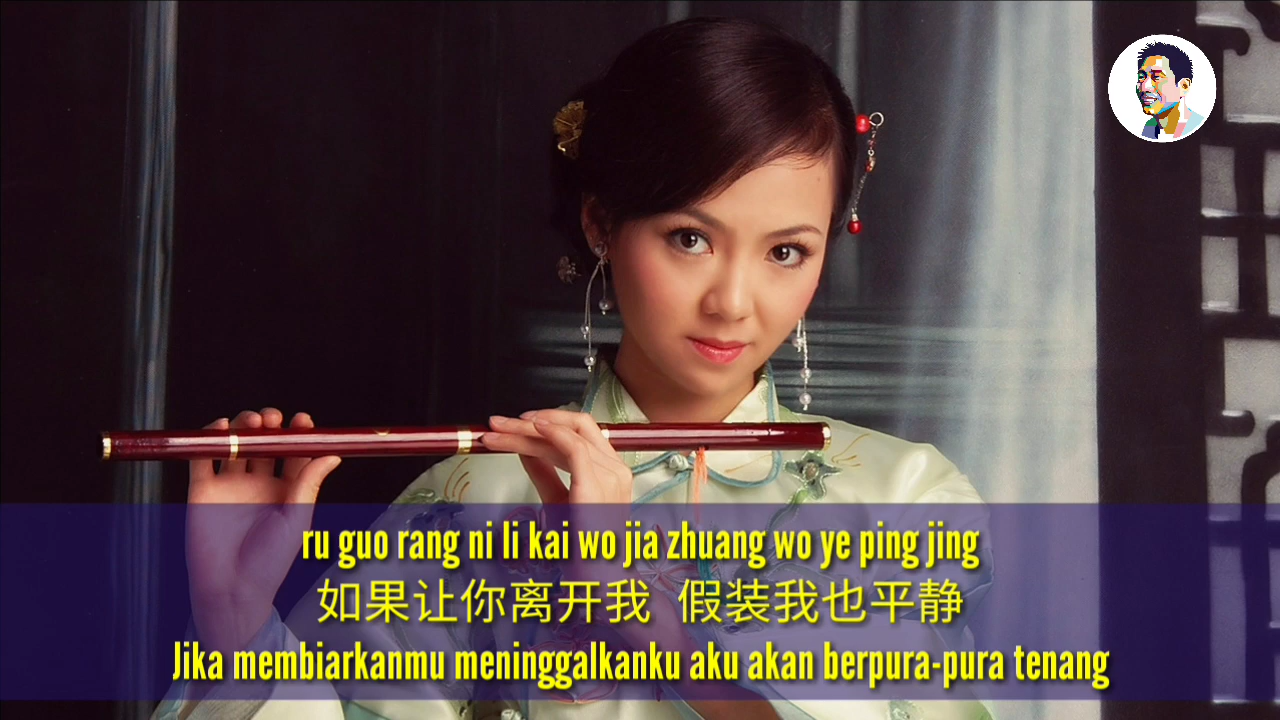 ru guo rang ni li kai wo jia zhuang wo ye ping jing
如果让你离开我 假装我也平静
Jika membiarkanmu meninggalkanku aku akan berpura-pura tenang